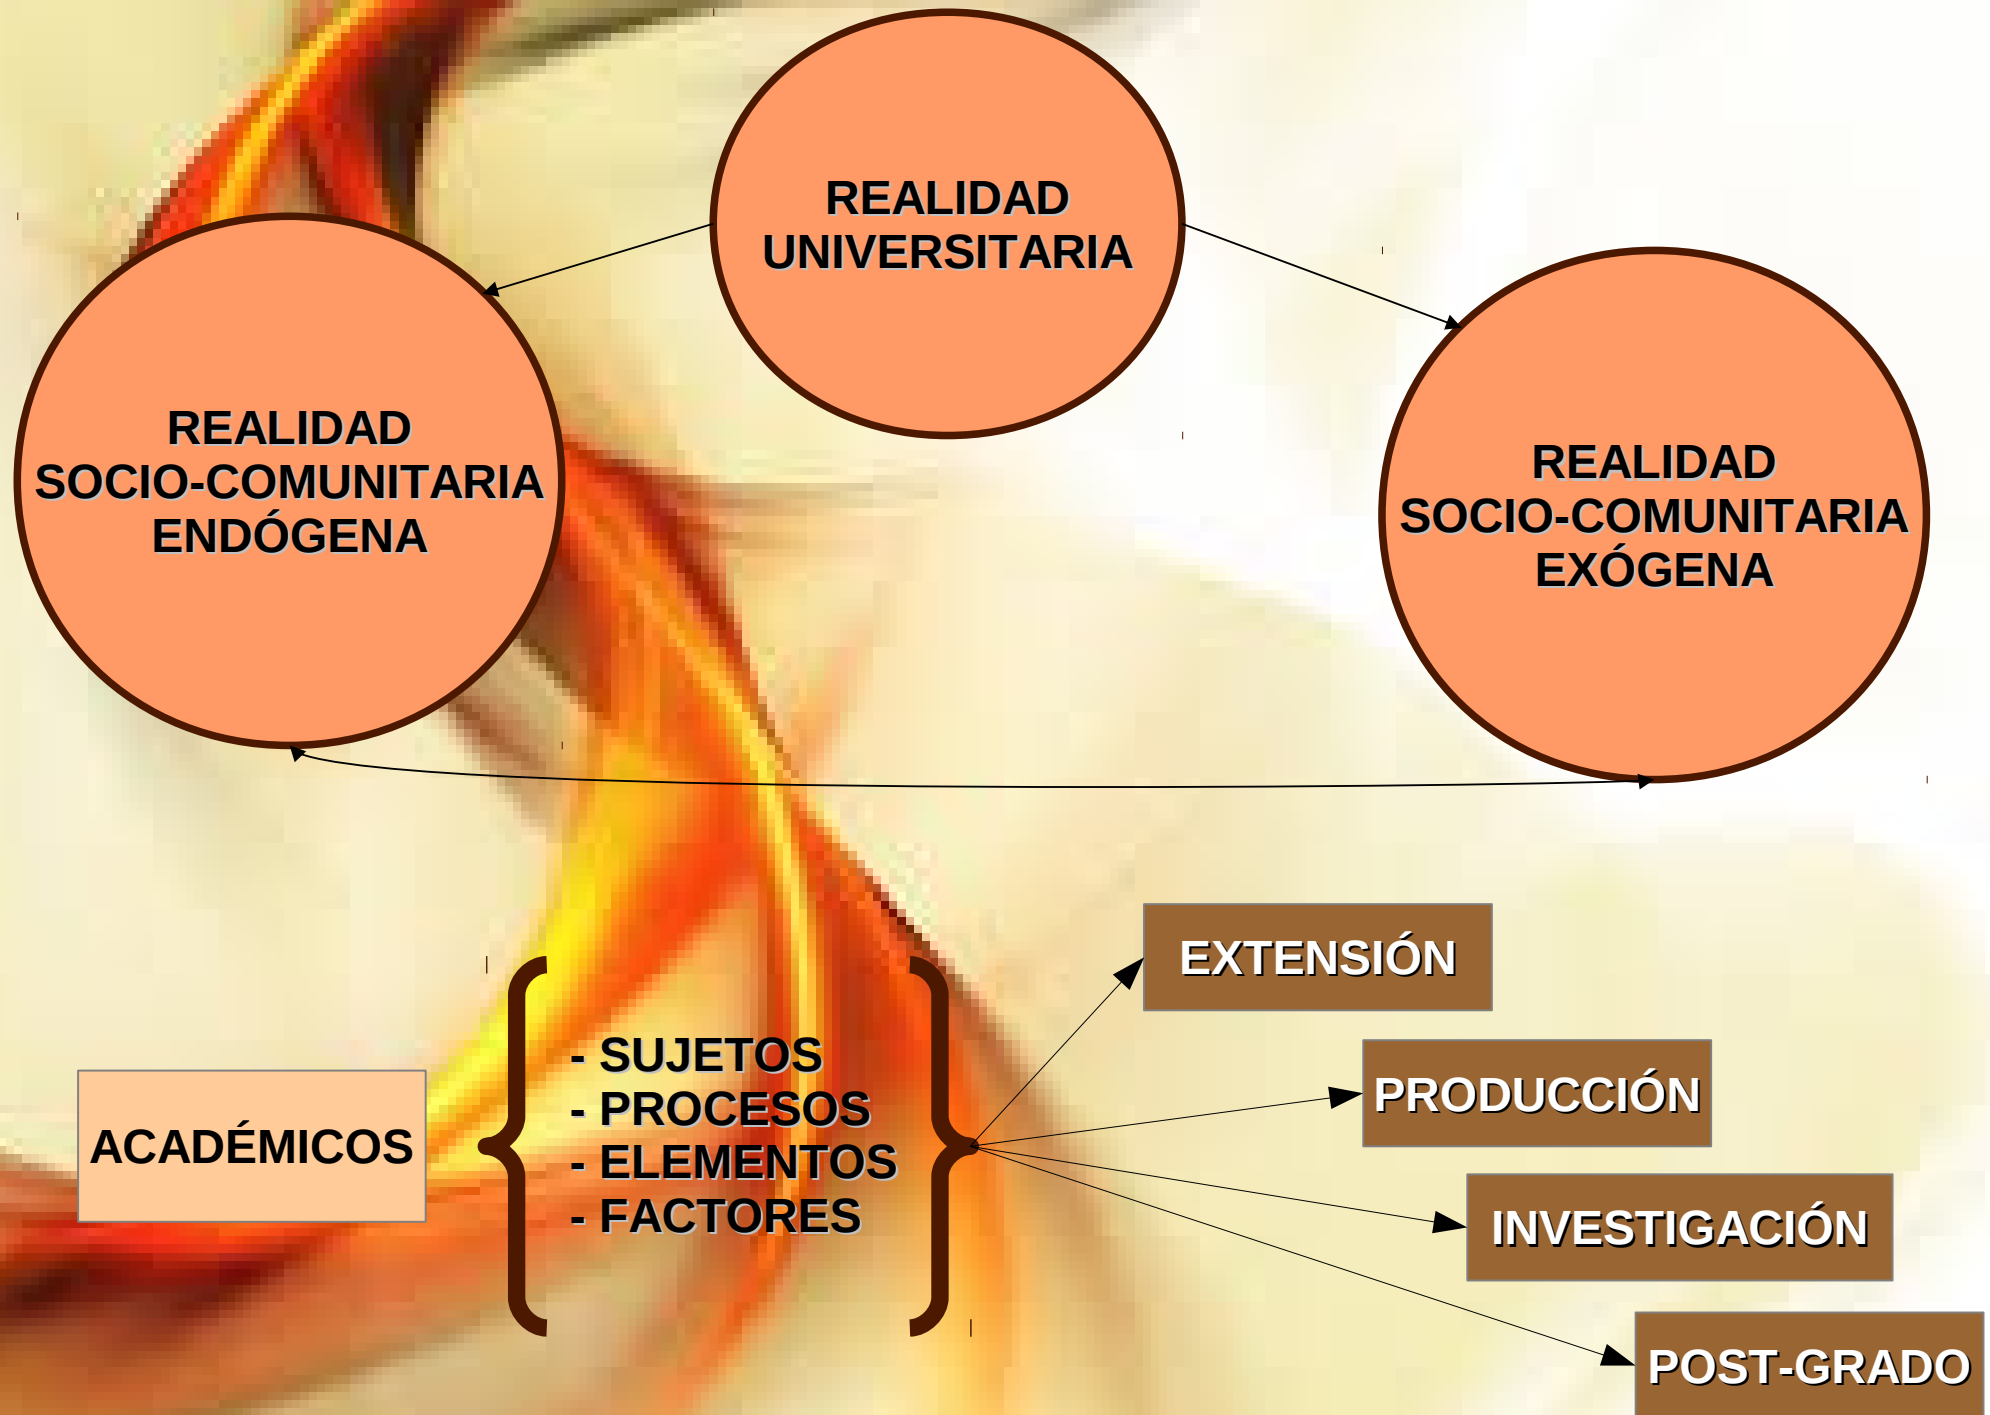 REALIDAD
UNIVERSITARIA
REALIDAD
SOCIO-COMUNITARIA
ENDÓGENA
REALIDAD
SOCIO-COMUNITARIA
EXÓGENA
ACADÉMICOS
- SUJETOS
- PROCESOS
- ELEMENTOS
- FACTORES
EXTENSIÓN
PRODUCCIÓN
INVESTIGACIÓN
POST-GRADO